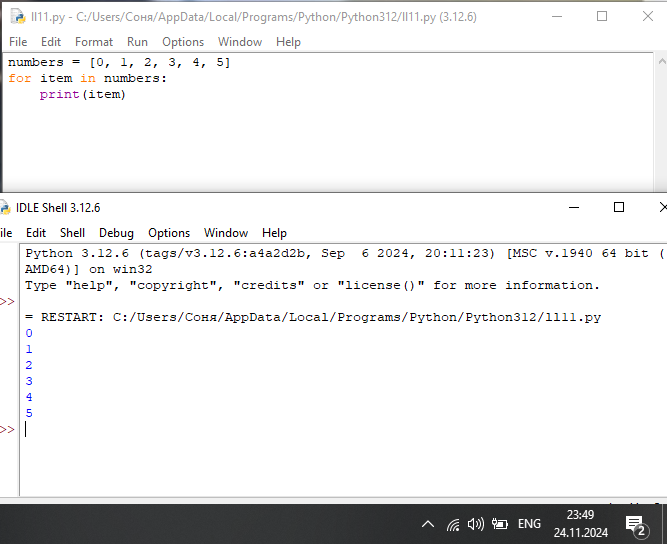 ll11.py - C:/Users/Соня/AppData/Local/Programs/Python/Python312/ll11.py (3.12.6)
File Edit Format Run Options Window Help
numbers = [0, 1, 2, 3, 4, 5]
for item in numbers:
    print(item)
IDLE Shell 3.12.6
ile Edit Shell Debug Options Window Help
Python 3.12.6 (tags/v3.12.6:a4a2d2b, Sep  6 2024, 20:11:23) [MSC v.1940 64 bit (
AMD64)] on win32
Type "help", "copyright", "credits" or "license()" for more information.
>>
= RESTART: C:/Users/Соня/AppData/Local/Programs/Python/Python312/ll11.py
0
1
2
3
4
5
>>
ENG
23:49
24.11.2024
2